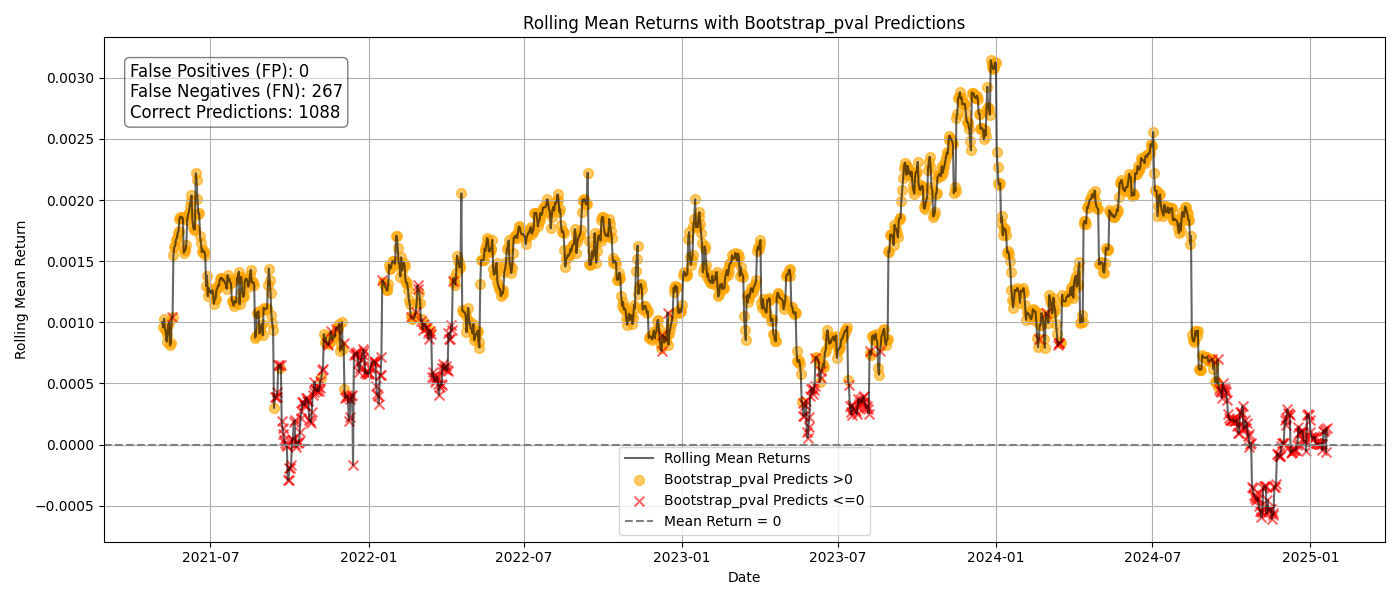 Rolling Mean Returns with Bootstrap_pval Predictions
False Positives (FP): 0
False Negatives (FN): 267
Correct Predictions: 1088
Rolling Mean Return
0.0030
0.0025
0.0020
0.0015
0.0010
0.0005
0.0000
−0.0005
Rolling Mean Returns
Bootstrap_pval Predicts >0
Bootstrap_pval Predicts <=0
Mean Return = 0
2021-07
2022-01
2022-07
2023-01
2023-07
2024-01
2024-07
2025-01
Date